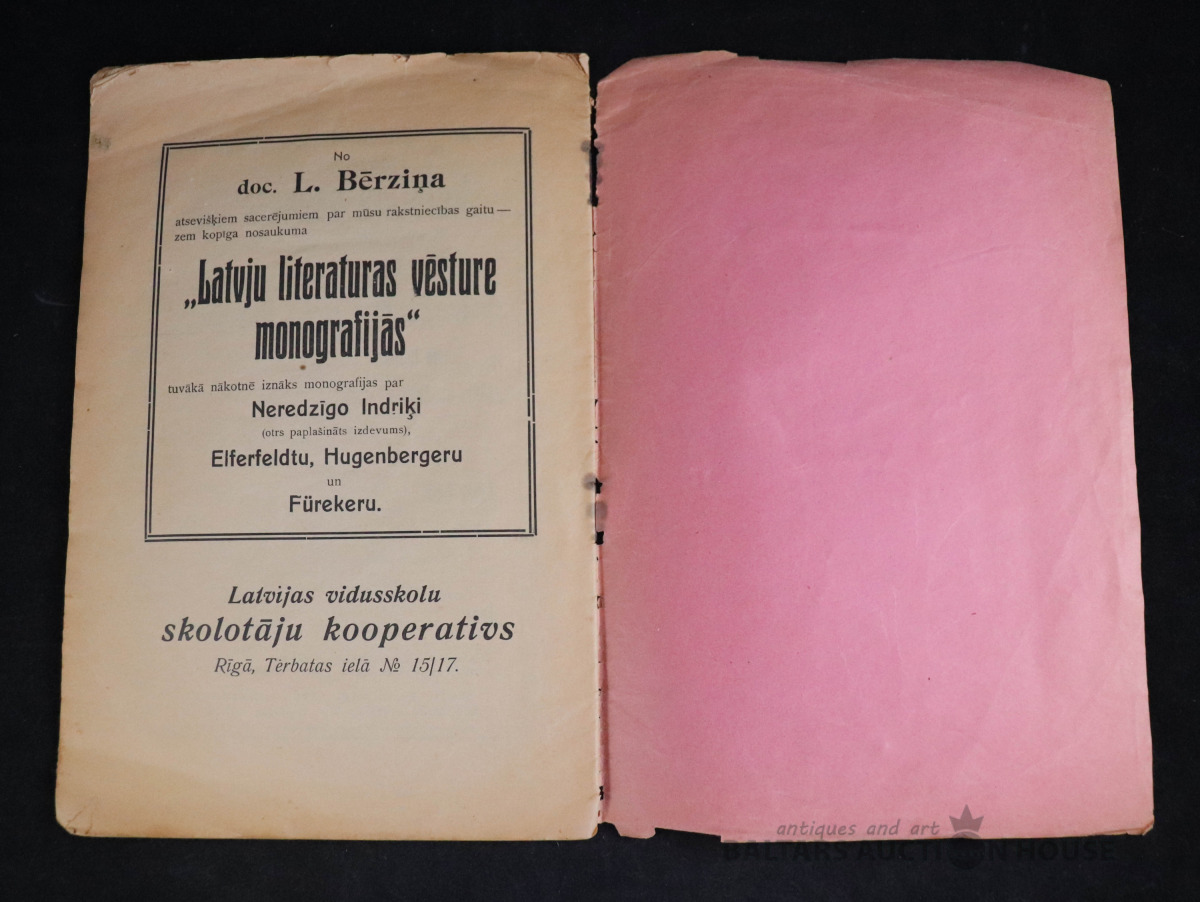 No
doc. L. Bērziņa
atsevišķiem sacerējumiem par mūsu rakstniecības gaitu —
zem kopīga nosaukuma
„Latvju literaturas vēsture
monografijās“
tuvākā nākotnē iznāks monografijas par
Neredzīgo Indriķi
(otrs paplašināts izdevums),
Elferfeldtu, Hugenbergeru
un
Fürekeru.
Latvijas vidusskolu
skolotāju kooperativs
Rīgā, Tērbatas ielā № 15/17.
antiques and art
BALTARS AUCTION HOUSE